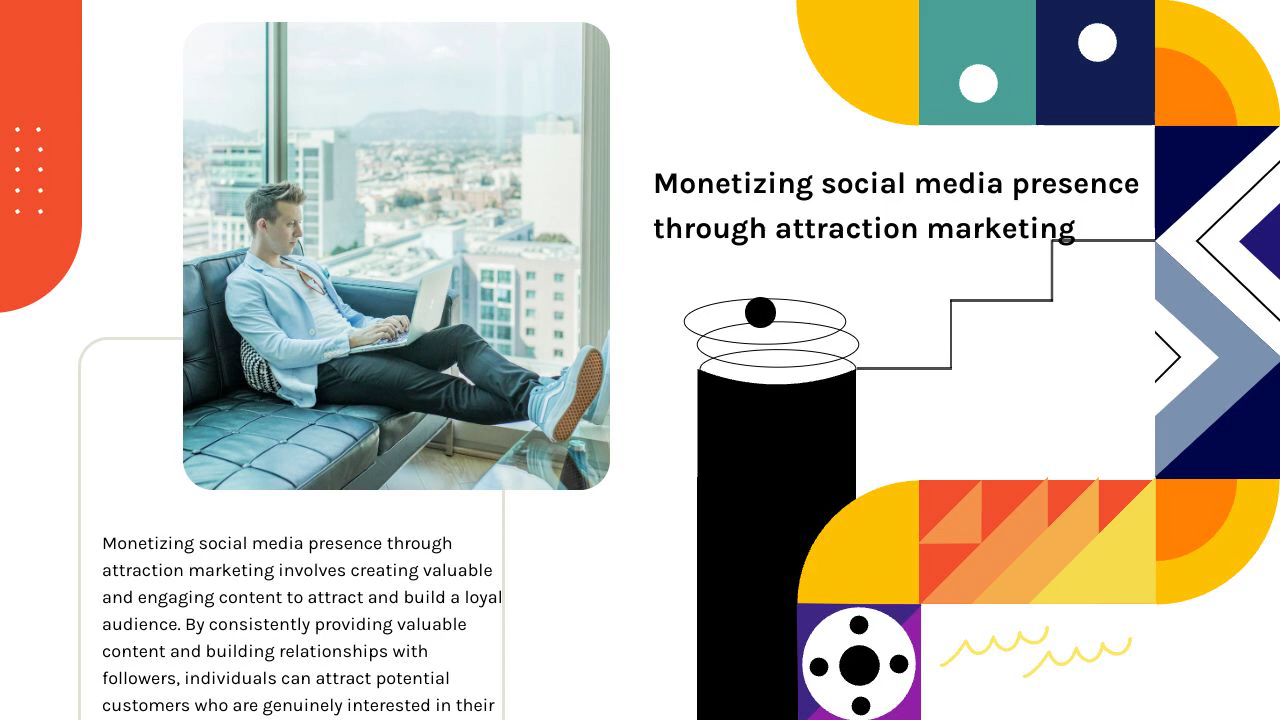 Monetizing social media presence
through attraction marketing
Monetizing social media presence through
attraction marketing involves creating valuable
and engaging content to attract and build a loyal
audience. By consistently providing valuable
content and building relationships with
followers, individuals can attract potential
customers who are genuinely interested in their